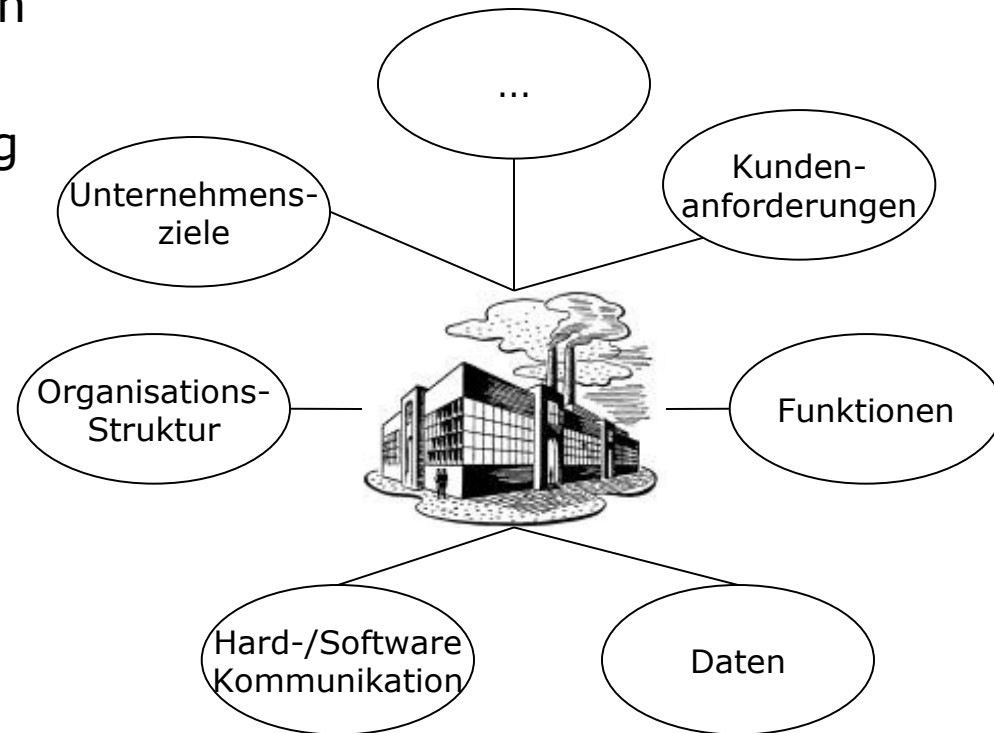 ...
Unternehmens-
ziele
Kunden-
anforderungen
Organisations-
Struktur
Funktionen
Hard-/Software
Kommunikation
Daten